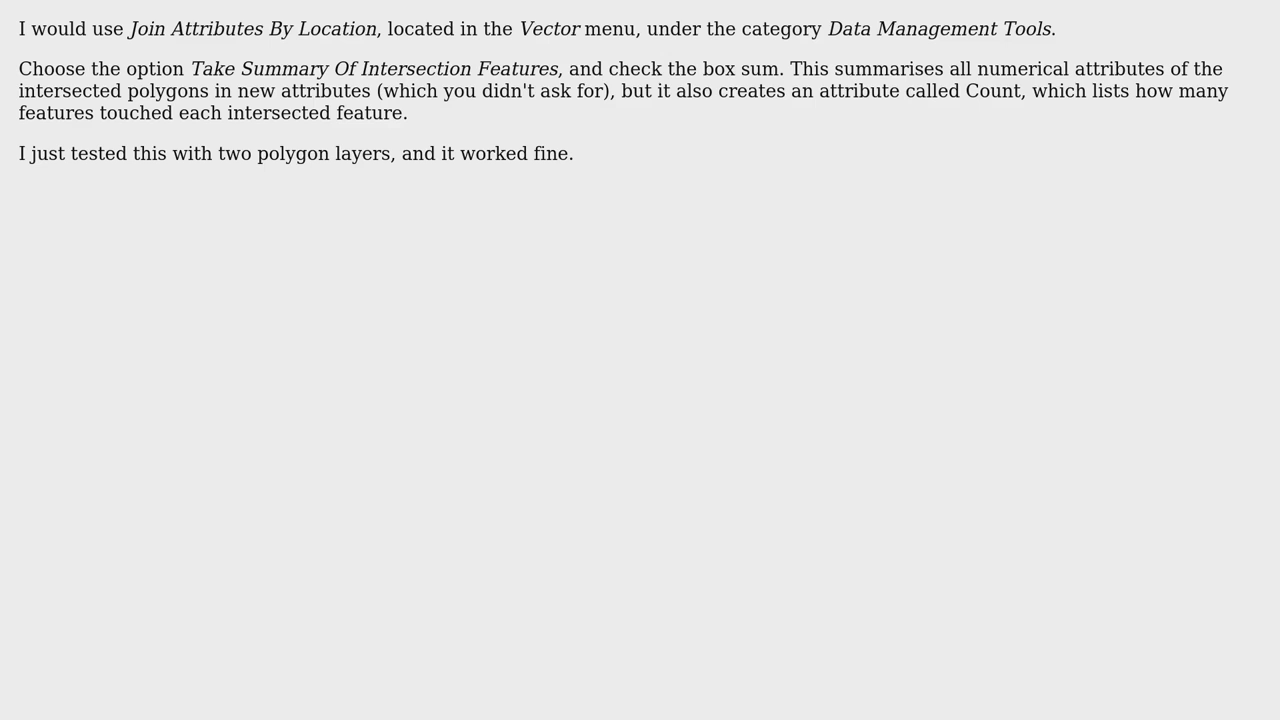 I would use Join Attributes By Location, located in the Vector menu, under the category Data Management Tools.
Choose the option Take Summary Of Intersection Features, and check the box sum. This summarises all numerical attributes of the
intersected polygons in new attributes (which you didn't ask for), but it also creates an attribute called Count, which lists how many
features touched each intersected feature.
I just tested this with two polygon layers, and it worked fine.